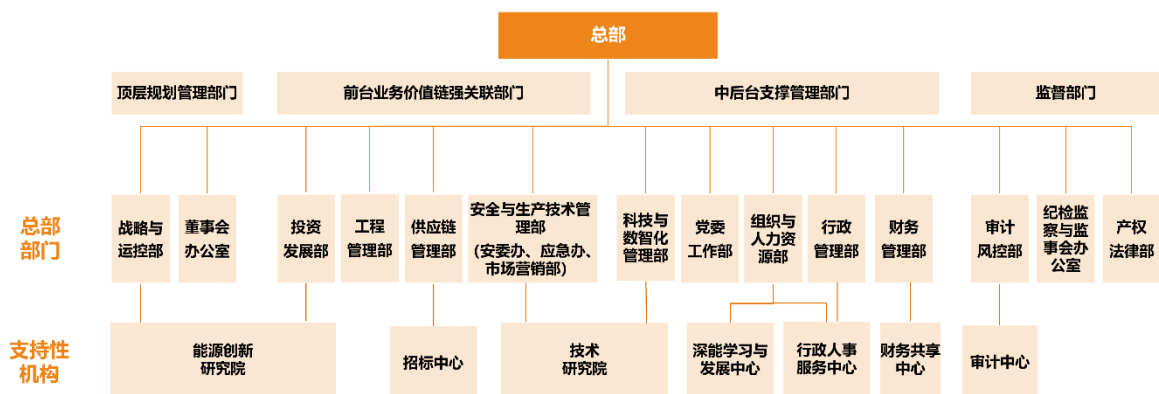 总部
顶层规划管理部门
前台业务价值链强关联部门
中后台支撑管理部门
监督部门
总部
部门
战略与
运控部
董事会
办公室
投资
发展部
工程
管理部
供应链
管理部
安全与生产技术管
理部
（安委办、应急办、
市场营销部）
科技与
数智化
管理部
党委
工作部
组织与
人力资
源部
行政
管理部
财务
管理部
审计
风控部
纪检监
察与监
事会办
公室
产权
法律部
支持性
机构
能源创新
研究院
招标中心
技术
研究院
深能学习与
发展中心
行政人事
服务中心
财务共享
中心
审计中心